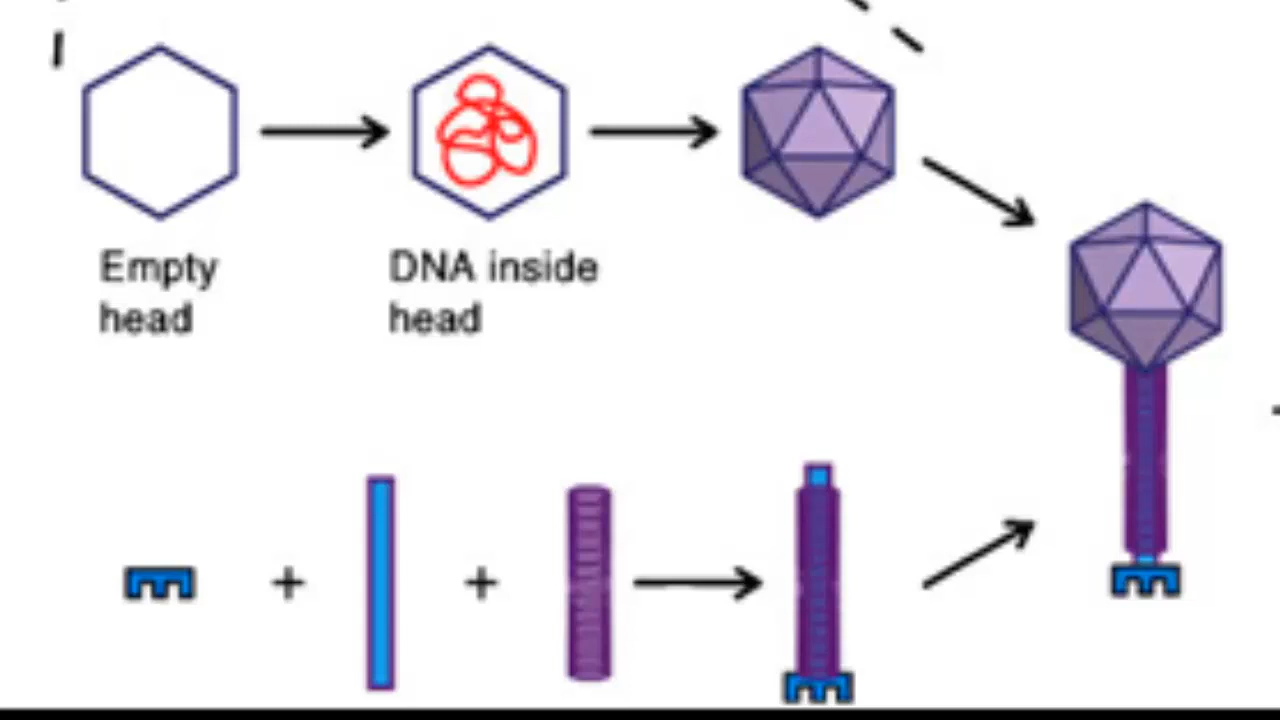 Empty
head
DNA inside
head
+
+